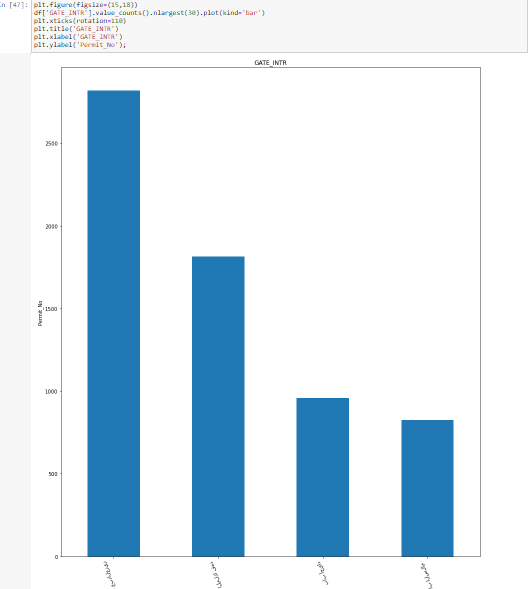 In [47]:
plt.figure(figsize=(15,18))
df['GATE_INTR'].value_counts().nlargest(30).plot(kind='bar')
plt.xticks(rotation=110)
plt.title('GATE_INTR')
plt.xlabel('GATE_INTR')
plt.ylabel('Permit_No');
GATE_INTR
2500
2000
1500
1000
500
0
Permit_No